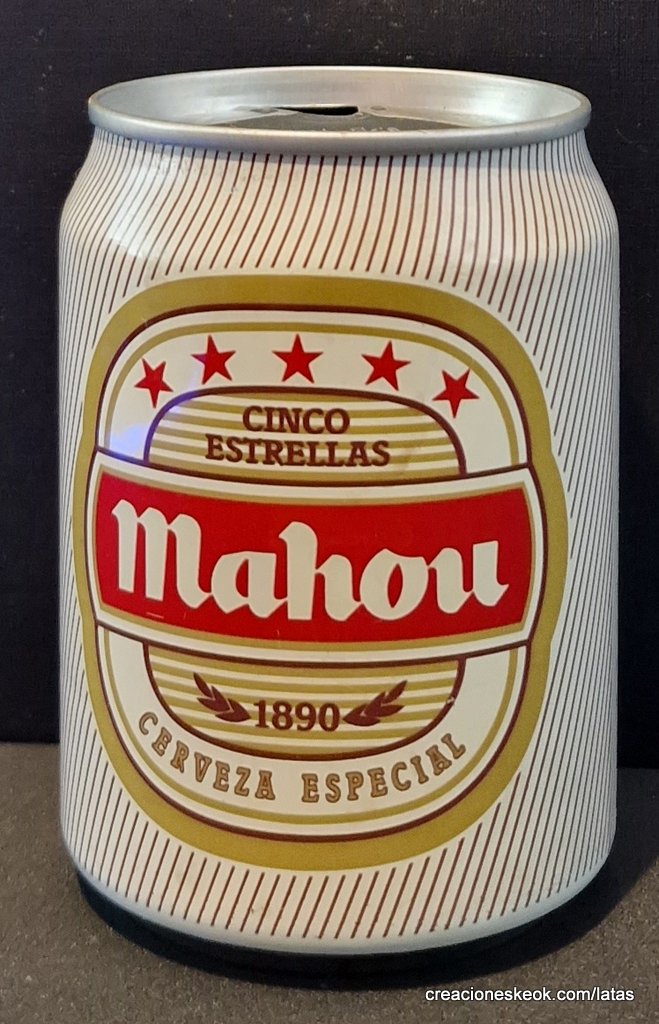 CINCO
ESTRELLAS
Mahou
1890
CERVEZA ESPECIAL
creacioneskeok.com/latas